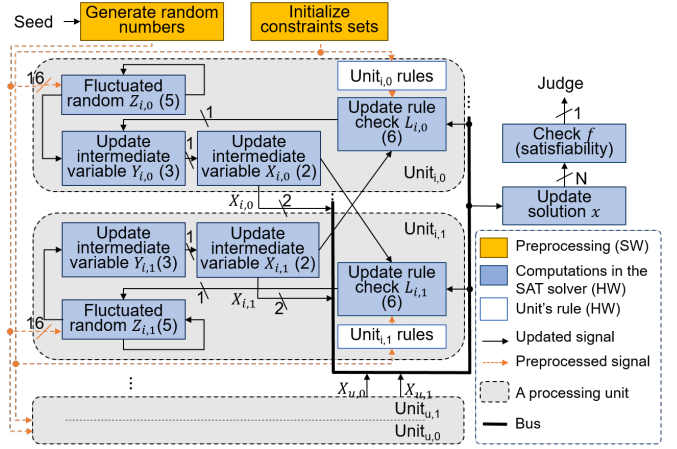 Seed
Generate random
numbers
Initialize
constraints sets
16
Fluctuated
random Z_{i,0} (5)
Unit_{i,0} rules
1
Update rule
check L_{i,0}
(6)
Update
intermediate
variable Y_{i,0} (3)
1
Update
intermediate
variable X_{i,0} (2)
Unit_{i,0}
X_{i,0}
2
Unit_{i,1}
Update
intermediate
variable Y_{i,1}(3)
1
Update
intermediate
variable X_{i,1} (2)
Update rule
check L_{i,1}
(6)
1
X_{i,1}
2
16
Fluctuated
random Z_{i,1}(5)
Unit_{i,1} rules
⋮
X_{u,0}
X_{u,1}
Unit_{u,1}
Unit_{u,0}
⋮
Judge
1
Check f
(satisfiability)
N
Update
solution x
Preprocessing (SW)
Computations in the
SAT solver (HW)
Unit's rule (HW)
Updated signal
Preprocessed signal
A processing unit
Bus